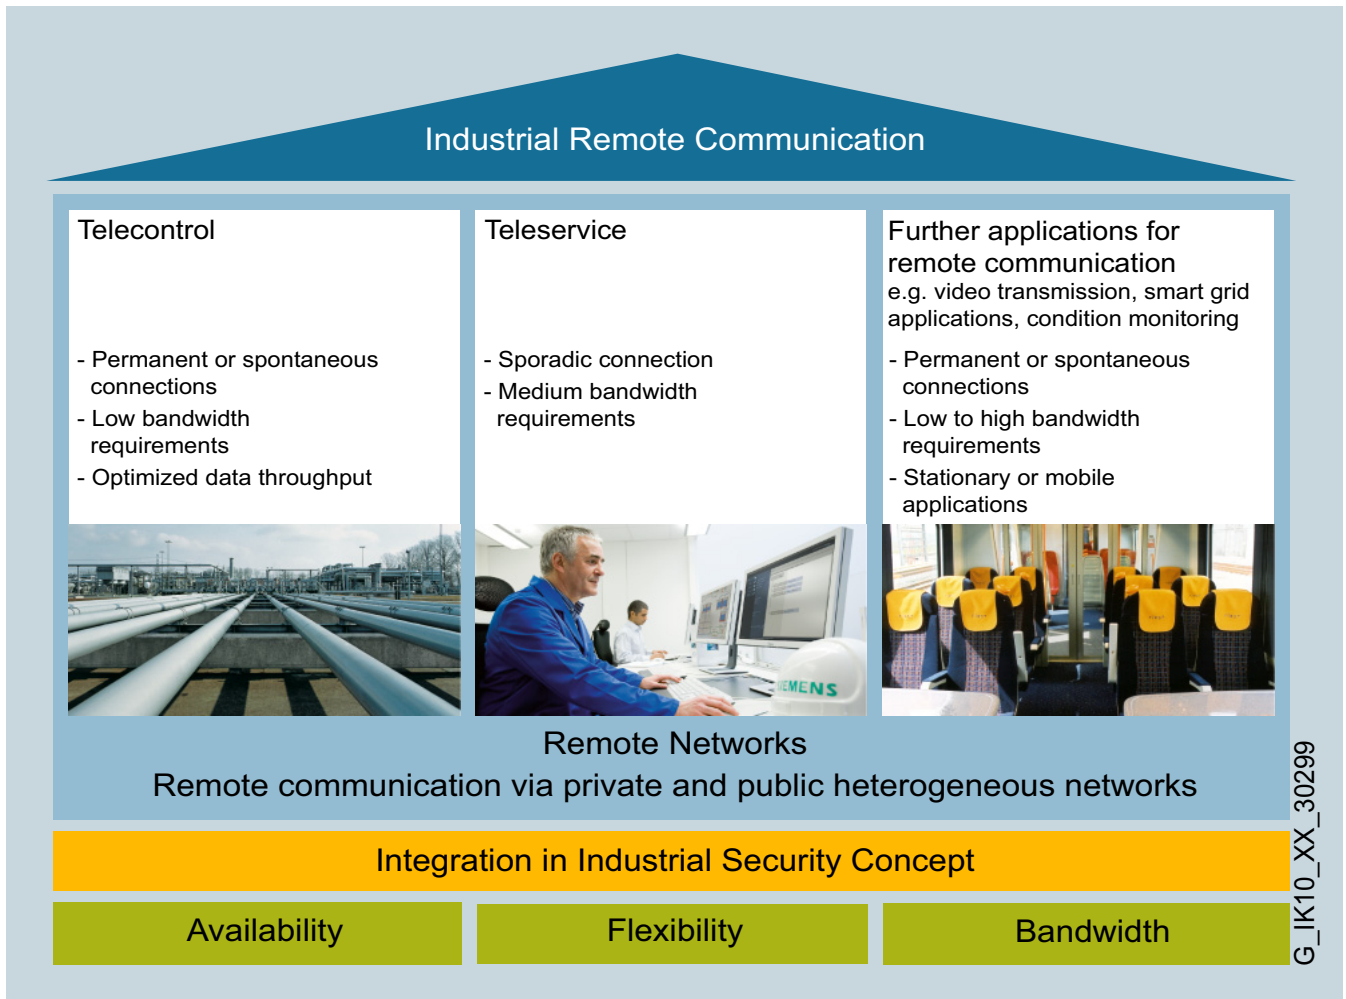 Industrial Remote Communication
Telecontrol
- Permanent or spontaneous
connections
- Low bandwidth
requirements
- Optimized data throughput
Teleservice
- Sporadic connection
- Medium bandwidth
requirements
Further applications for
remote communication
e.g. video transmission, smart grid
applications, condition monitoring
- Permanent or spontaneous
connections
- Low to high bandwidth
requirements
- Stationary or mobile
applications
SIEMENS
Remote Networks
Remote communication via private and public heterogeneous networks
Integration in Industrial Security Concept
Availability
Flexibility
Bandwidth
G_IK10_XX_30299